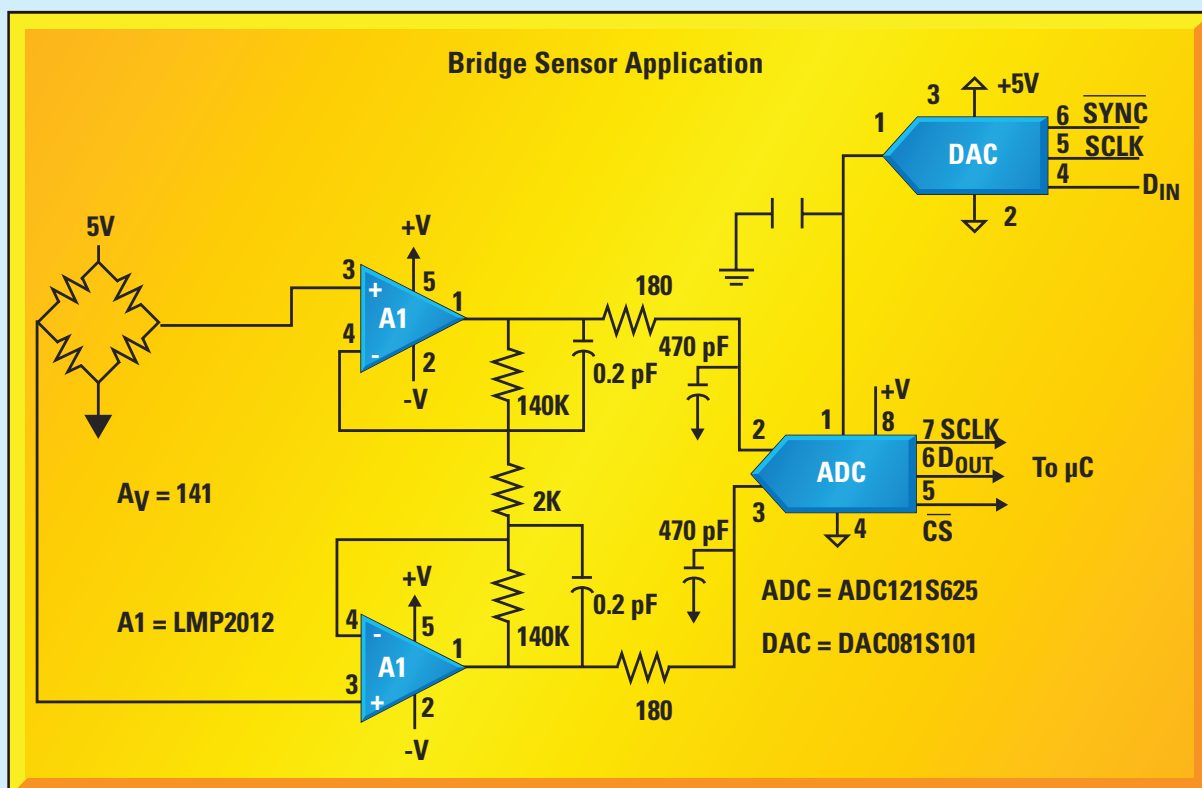 Bridge Sensor Application
3
+5V
1
DAC
6 SYNC
5 SCLK
4
D_IN
2
5V
+V
3
5
1
+
A1
4
-
2
-V
180
470 pF
0.2 pF
140K
+V
1
8
2
7 SCLK
ADC
6 D_OUT
To µC
5
3
4
CS
A_V = 141
2K
470 pF
+V
0.2 pF
ADC = ADC121S625
A1 = LMP2012
4
5
-
1
140K
DAC = DAC081S101
A1
3
+
2
180
-V